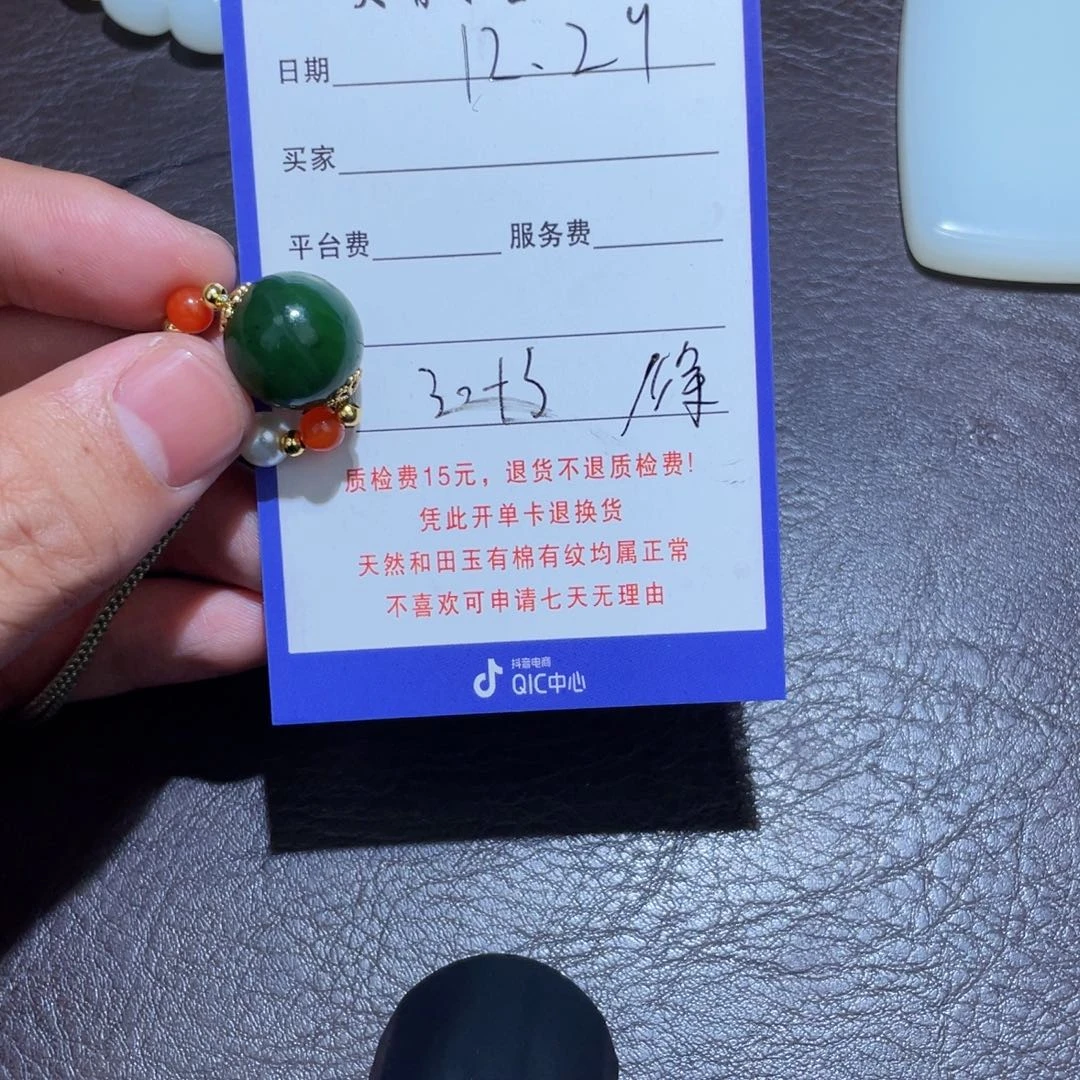 日期 12.29
买家
平台费 服务费
质检费15元，退货不退质检费!
凭此开单卡退换货
天然和田玉有棉有纹均属正常
不喜欢可申请七天无理由
抖音电商
QIC中心